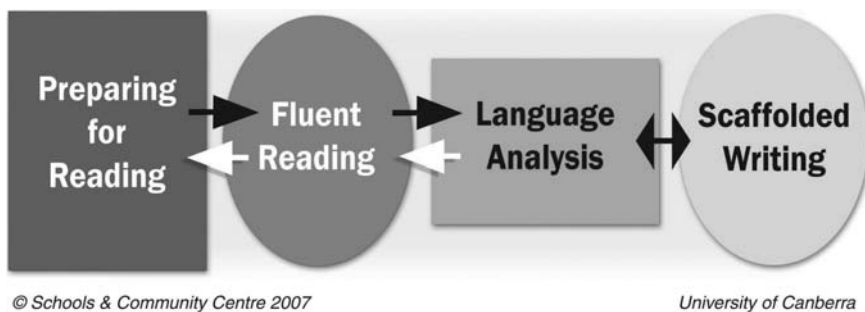 Preparing
for
Reading
Fluent
Reading
Language
Analysis
Scaffolded
Writing
© Schools & Community Centre 2007
University of Canberra